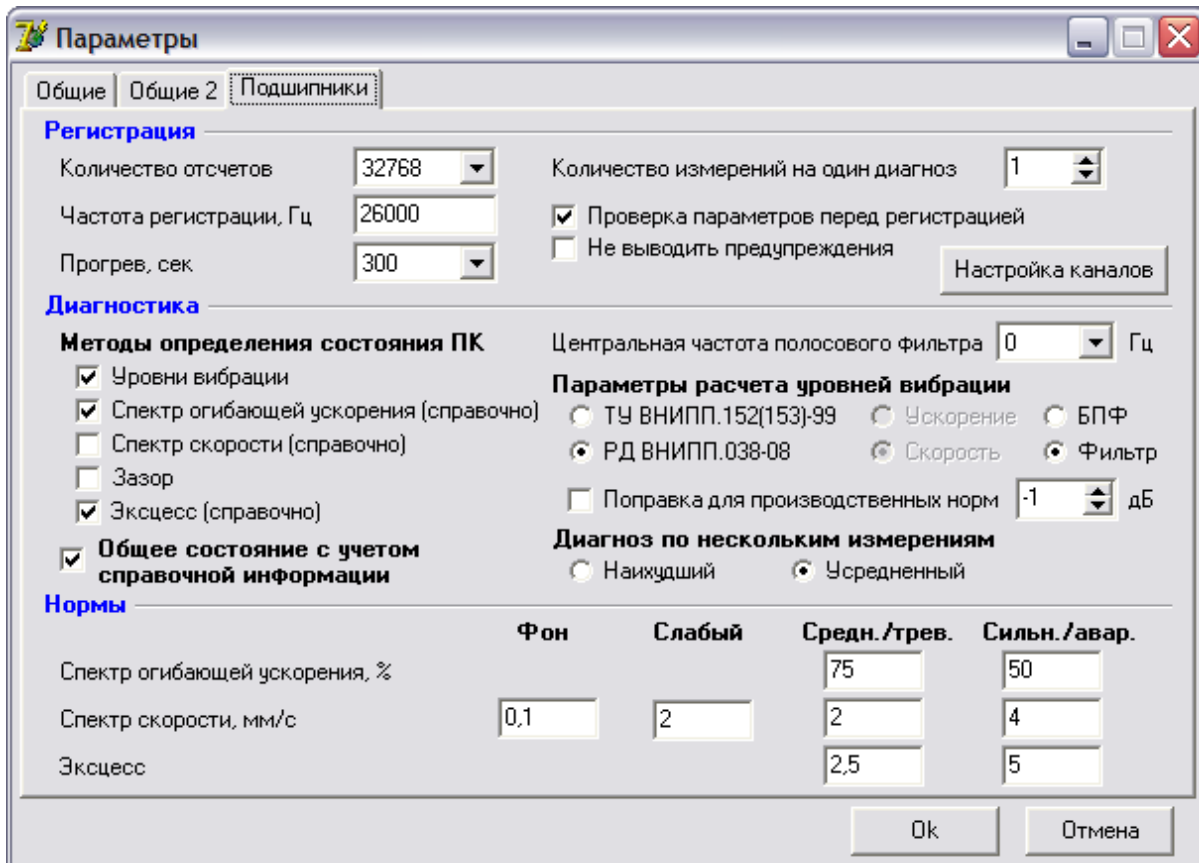 Параметры
Общие Общие 2 Подшипники
Регистрация
Количество отсчетов 32768 Количество измерений на один диагноз 1
Частота регистрации, Гц 26000 Проверка параметров перед регистрацией
Не выводить предупреждения
Прогрев, сек 300 Настройка каналов
Диагностика
Методы определения состояния ПК Центральная частота полосового фильтра 0 Гц
Уровни вибрации Параметры расчета уровней вибрации
Спектр огибающей ускорения (справочно) ТУ ВНИПП.152(153)-99 Ускорение БПФ
Спектр скорости (справочно) РД ВНИПП.038-08 Скорость Фильтр
Зазор
Эксцесс (справочно) Поправка для производственных норм -1 дБ
Общее состояние с учетом Диагноз по нескольким измерениям
справочной информации Наихудший Усредненный
Нормы
Фон Слабый Средн./трев. Сильн./авар.
Спектр огибающей ускорения, % 75 50
Спектр скорости, мм/с 0,1 2 2 4
Эксцесс 2,5 5
Ok Отмена